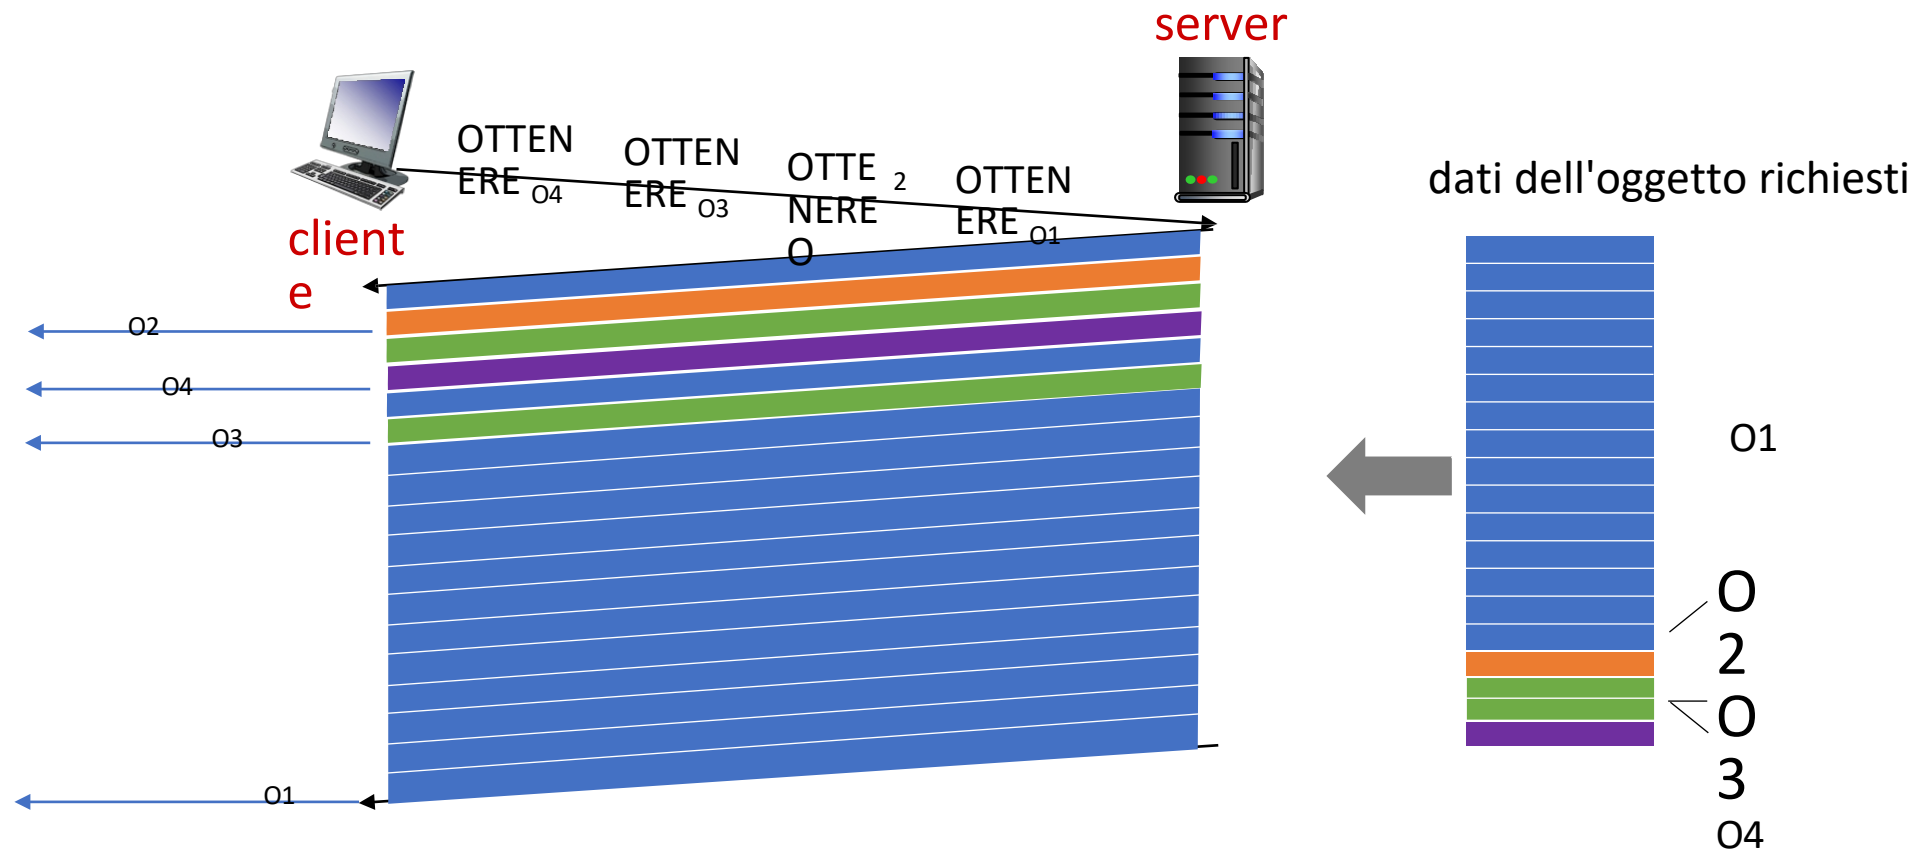 server
OTTEN
ERE O4
OTTEN
ERE O3
OTTE 2
NERE
O
OTTEN
ERE O1
dati dell'oggetto richiesti
client
e
O2
O4
O3
O1
O1
O
2
O
3
O4